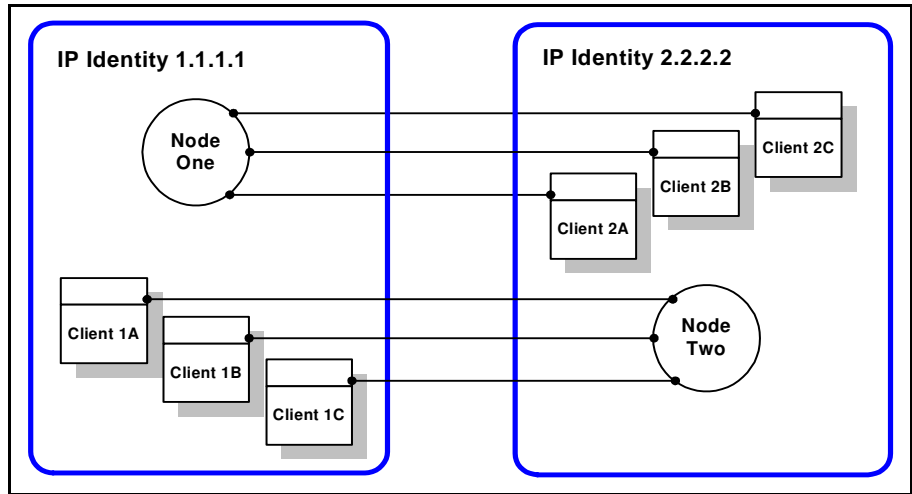 IP Identity 1.1.1.1
Node
One
Client 1A
Client 1B
Client 1C
IP Identity 2.2.2.2
Client 2C
Client 2B
Client 2A
Node
Two